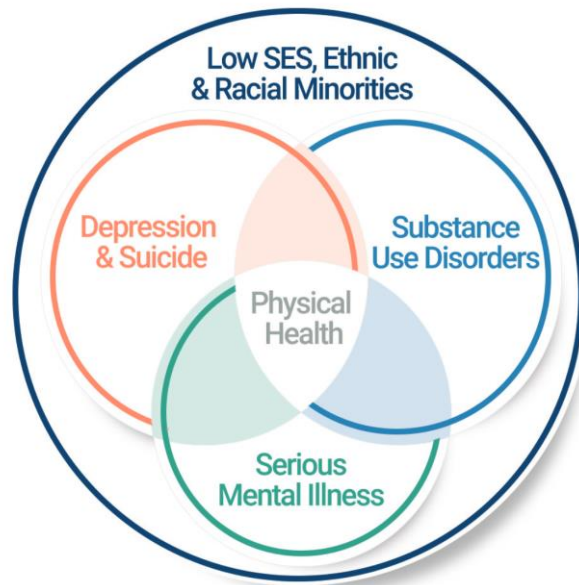 Low SES, Ethnic
& Racial Minorities
Depression
& Suicide
Substance
Use Disorders
Physical
Health
Serious
Mental Illness